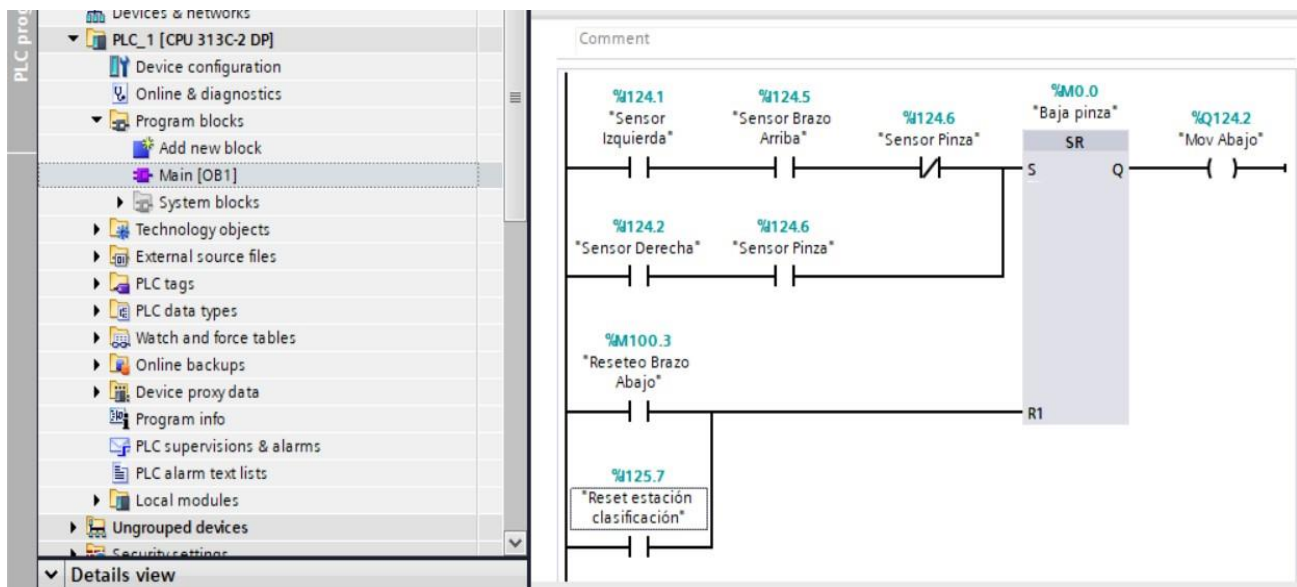 PLC prog
Devices & networks
PLC_1 [CPU 313C-2 DP]
Device configuration
Online & diagnostics
Program blocks
Add new block
Main [OB1]
System blocks
Technology objects
External source files
PLC tags
PLC data types
Watch and force tables
Online backups
Device proxy data
Program info
PLC supervisions & alarms
PLC alarm text lists
Local modules
Ungrouped devices
Security settings
Details view
Comment
%I124.1
"Sensor
Izquierda"
%I124.5
"Sensor Brazo
Arriba"
%I124.6
"Sensor Pinza"
%M0.0
"Baja pinza"
SR
S
Q
R1
%Q124.2
"Mov Abajo"
%I124.2
"Sensor Derecha"
%I124.6
"Sensor Pinza"
%M100.3
"Reseteo Brazo
Abajo"
%I125.7
"Reset estación
clasificación"